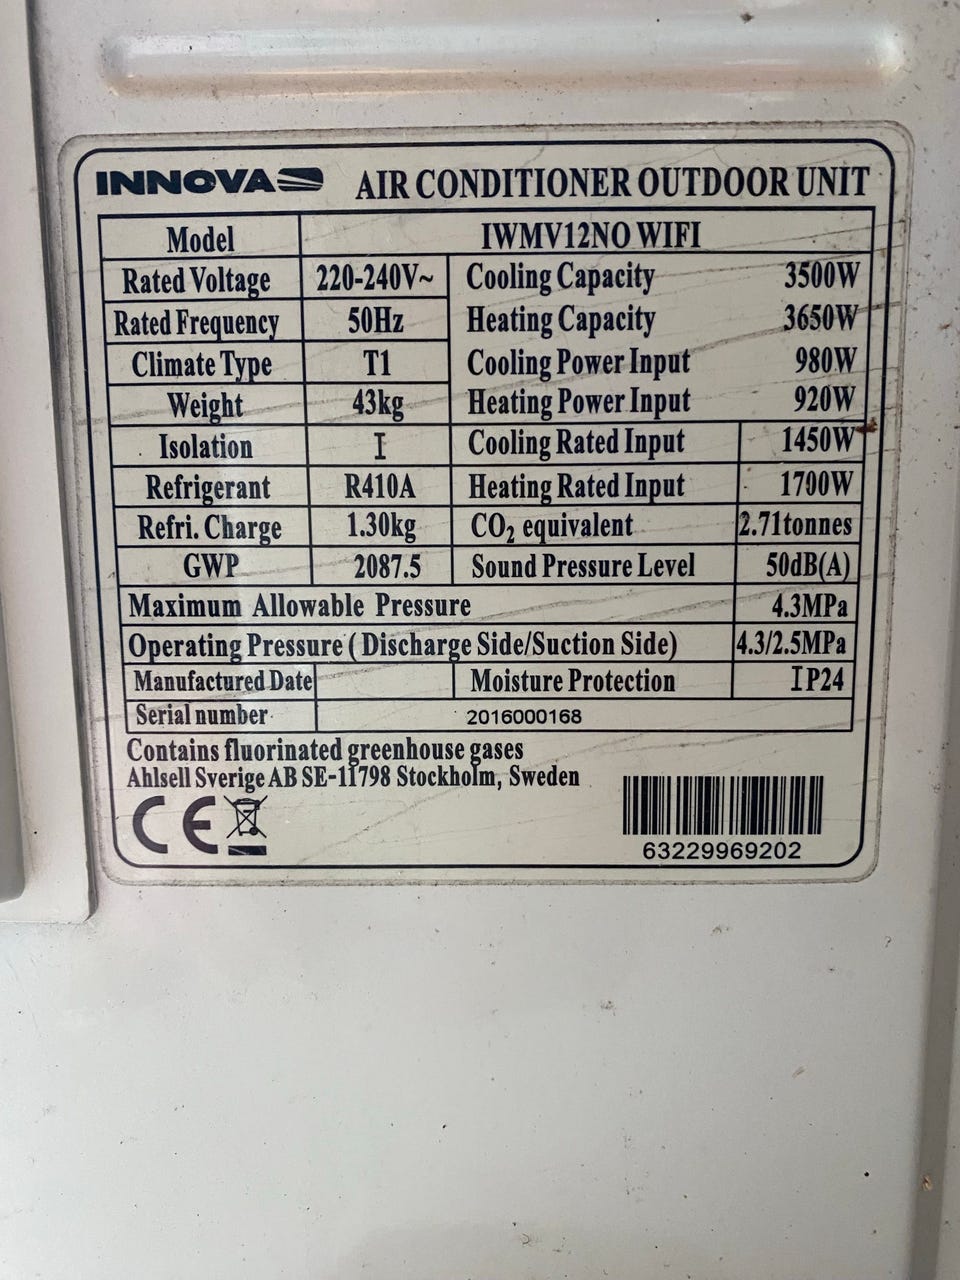 INNOVA AIR CONDITIONER OUTDOOR UNIT
Model IWMV12NO WIFI
Rated Voltage 220-240V~ Cooling Capacity 3500W
Rated Frequency 50Hz Heating Capacity 3650W
Climate Type T1 Cooling Power Input 980W
Weight 43kg Heating Power Input 920W
Isolation I Cooling Rated Input 1450W
Refrigerant R410A Heating Rated Input 1700W
Refri. Charge 1.30kg CO₂ equivalent 2.71tonnes
GWP 2087.5 Sound Pressure Level 50dB(A)
Maximum Allowable Pressure 4.3MPa
Operating Pressure ( Discharge Side/Suction Side) 4.3/2.5MPa
Manufactured Date Moisture Protection IP24
Serial number 2016000168
Contains fluorinated greenhouse gases
Ahlsell Sverige AB SE-11798 Stockholm, Sweden
CE
63229969202